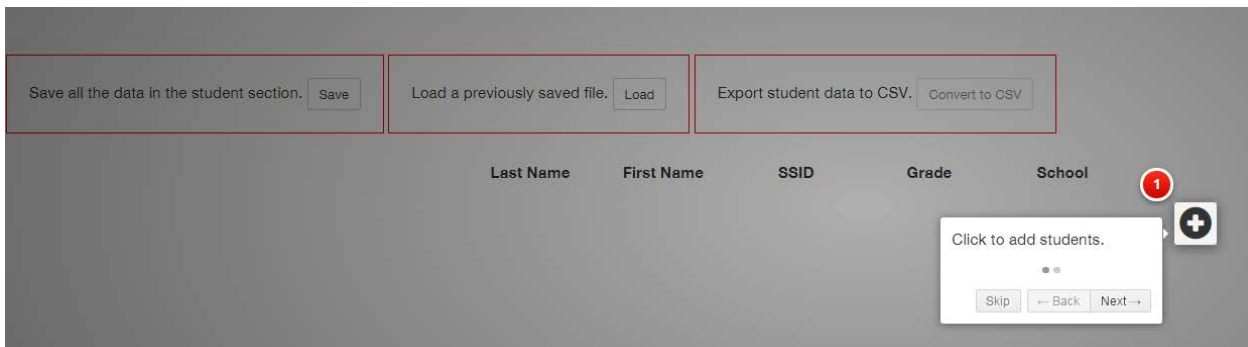 Save all the data in the student section. Save
Load a previously saved file. Load
Export student data to CSV. Convert to CSV
Last Name First Name SSID Grade School
1
Click to add students.
Skip ←Back Next→